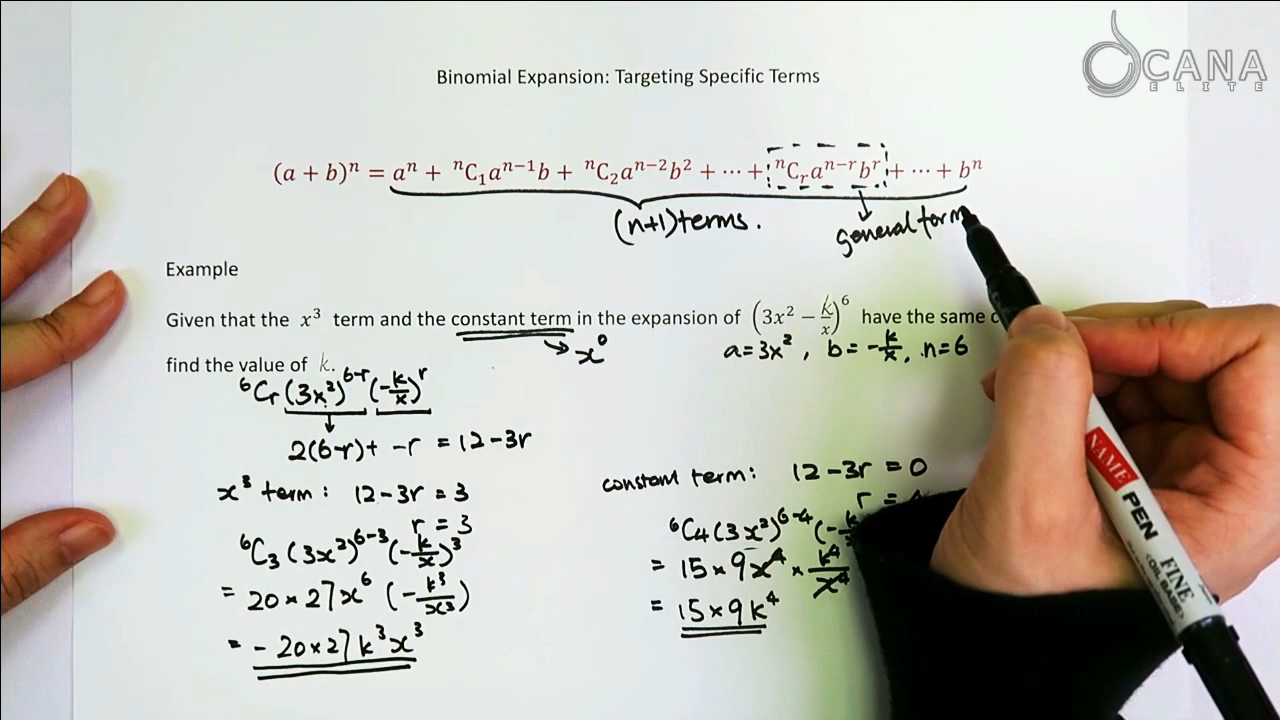 OCANA
ELITE
Binomial Expansion: Targeting Specific Terms
(a + b)ⁿ = aⁿ + ⁿC₁aⁿ⁻¹b + ⁿC₂aⁿ⁻²b² + ⋯ + ⁿCᵣaⁿ⁻ʳbʳ + ⋯ + bⁿ
(n+1) terms.
general term
Example
Given that the x³ term and the constant term in the expansion of (3x² − k/x)⁶ have the same
→ x⁰
a=3x², b=-k/x, n=6
find the value of k.
⁶Cr (3x²)⁶⁻ʳ (-k/x)ʳ
2(6-r)+ -r = 12-3r
x³ term: 12-3r = 3
r = 3
⁶C₃ (3x²)⁶⁻³ (-k/x)³
= 20 × 27x⁶ (-k³/x³)
= - 20×27 k³x³
constant term: 12-3r = 0
r =
⁶C₄ (3x²)⁶⁻⁴ (-k
= 15 × 9x⁴ × k⁴/x⁴
= 15 × 9k⁴
NAME
PEN
FINE